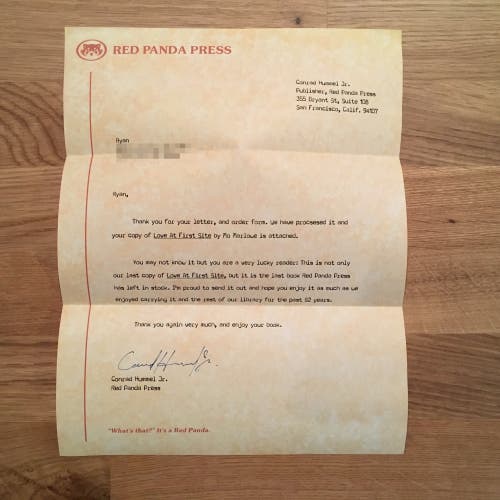 RED PANDA PRESS
Conrad Hummel Jr.
Publisher, Red Panda Press
355 Bryant St, Suite 108
San Francisco, Calif. 94107
Ryan
Ryan,
Thank you for your letter, and order form. We have procsesed it and
your copy of Love At First Site by Mo Marlowe is attached.
You may not know it but you are a very lucky reader: This is not only
our last copy of Love At First Site, but it is the last book Red Panda Press
has left in stock. I'm proud to send it out and hope you enjoy it as much as we
enjoyed carrying it and the rest of our library for the past 62 years.
Thank you again very much, and enjoy your book.
Conrad Hummel Jr.
Red Panda Press
"What's that?" It's a Red Panda.